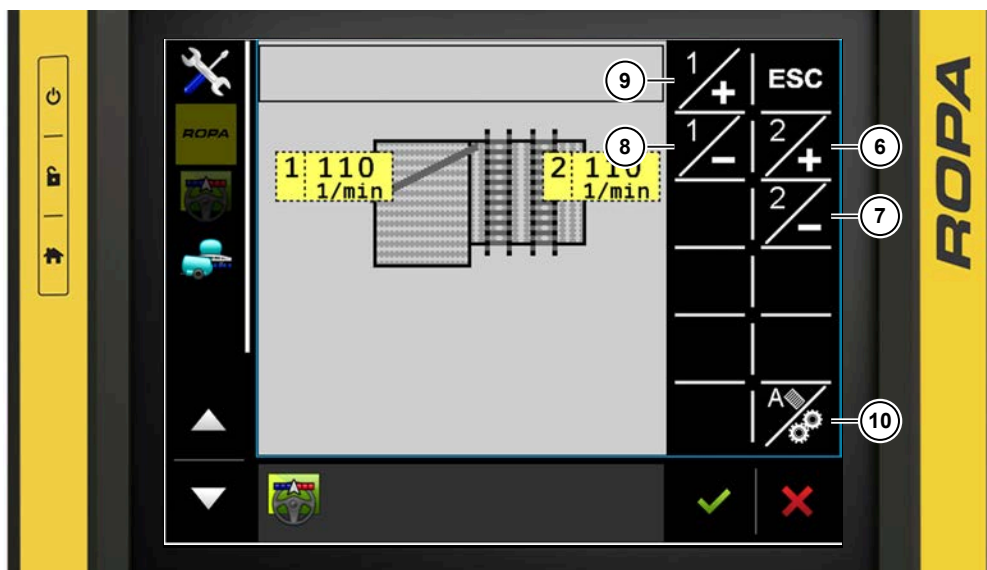 ROPA
1 110
1/min
2 110
1/min
9
1/+
ESC
8
1/-
2/+
6
2/-
7
A
10
ROPA